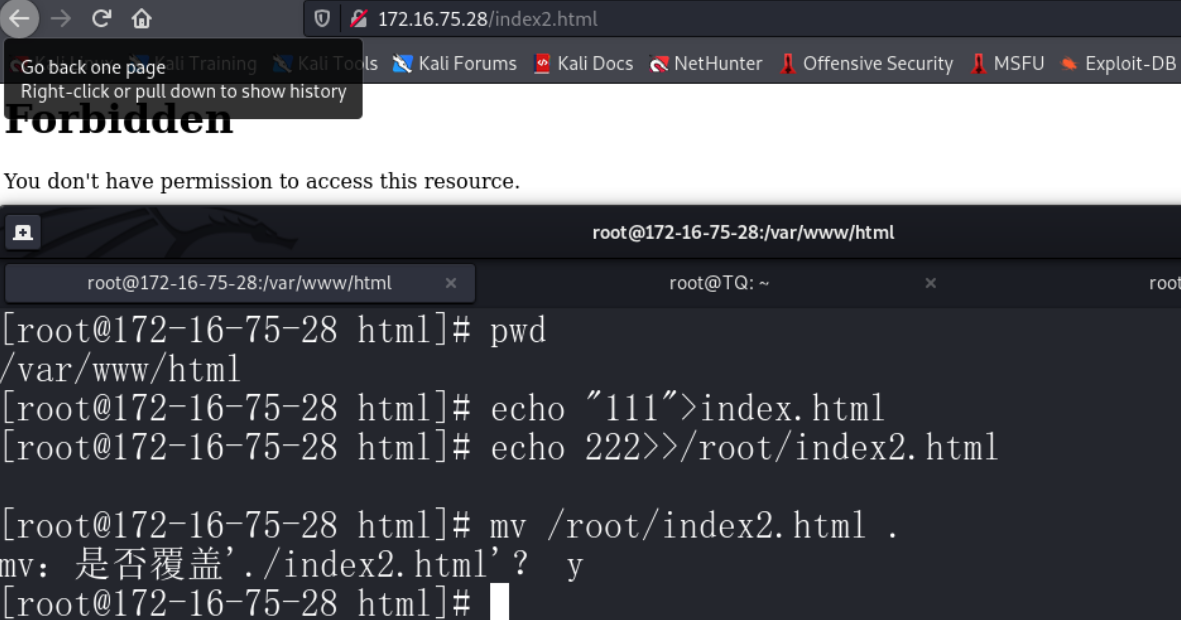 172.16.75.28/index2.html
Go back one page
Right-click or pull down to show history
Kali Training
Kali Tools
Kali Forums
Kali Docs
NetHunter
Offensive Security
MSFU
Exploit-DB
Forbidden
You don't have permission to access this resource.
root@172-16-75-28:/var/www/html
root@172-16-75-28:/var/www/html × root@TQ: ~ × root
[root@172-16-75-28 html]# pwd
/var/www/html
[root@172-16-75-28 html]# echo "111">index.html
[root@172-16-75-28 html]# echo 222>>/root/index2.html
[root@172-16-75-28 html]# mv /root/index2.html .
mv：是否覆盖'./index2.html'？ y
[root@172-16-75-28 html]#